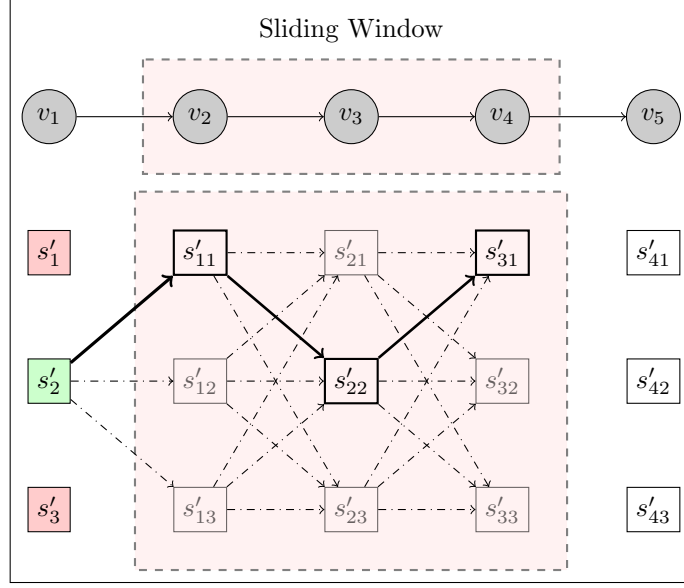 Sliding Window
v₁ v₂ v₃ v₄ v₅
s′₁ s′₁₁ s′₂₁ s′₃₁ s′₄₁
s′₂ s′₁₂ s′₂₂ s′₃₂ s′₄₂
s′₃ s′₁₃ s′₂₃ s′₃₃ s′₄₃